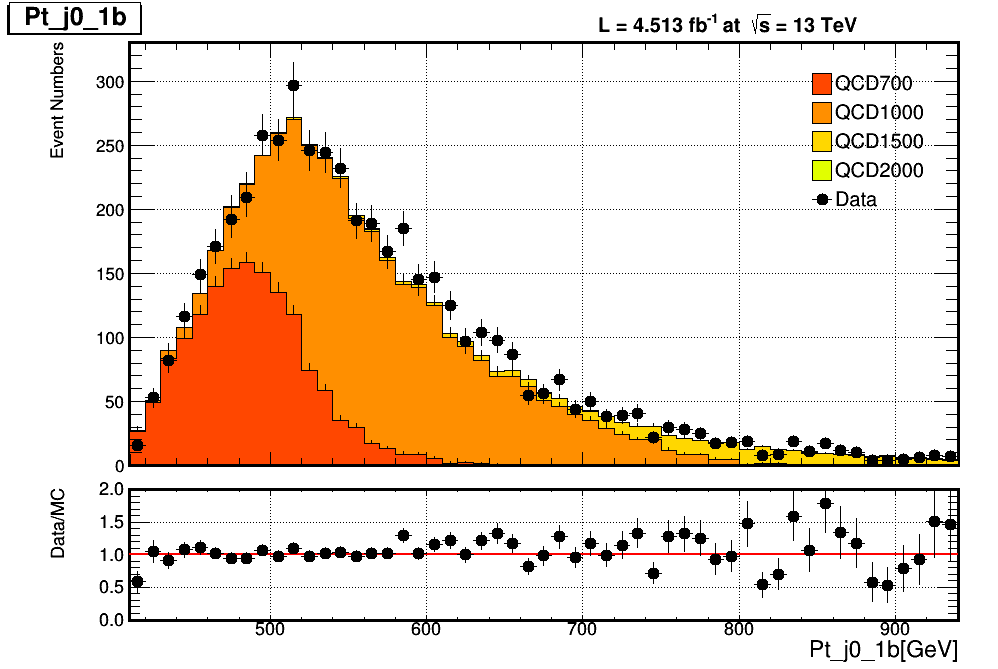 Pt_j0_1b
L = 4.513 fb⁻¹ at √s = 13 TeV
Event Numbers
300
250
200
150
100
50
0
QCD700
QCD1000
QCD1500
QCD2000
Data
Data/MC
2.0
1.5
1.0
0.5
0.0
500 600 700 800 900
Pt_j0_1b[GeV]